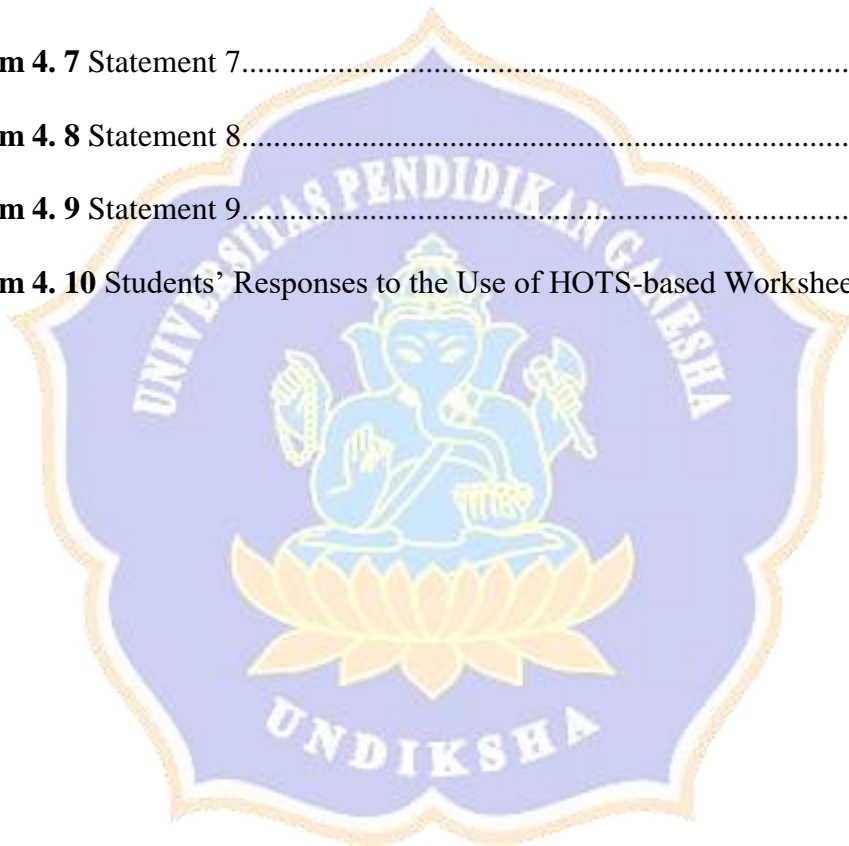 m 4. 7 Statement 7...........................................................................
m 4. 8 Statement 8...........................................................................
m 4. 9 Statement 9...........................................................................
m 4. 10 Students’ Responses to the Use of HOTS-based Workshee
UNIVERSITAS PENDIDIKAN GANESHA
UNDIKSHA